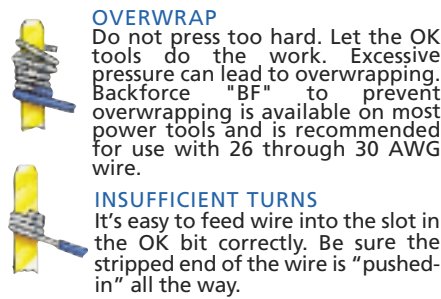 OVERWRAP
Do not press too hard. Let the OK
tools do the work. Excessive
pressure can lead to overwrapping.
Backforce "BF" to prevent
overwrapping is available on most
power tools and is recommended
for use with 26 through 30 AWG
wire.
INSUFFICIENT TURNS
It's easy to feed wire into the slot in
the OK bit correctly. Be sure the
stripped end of the wire is “pushed-
in” all the way.